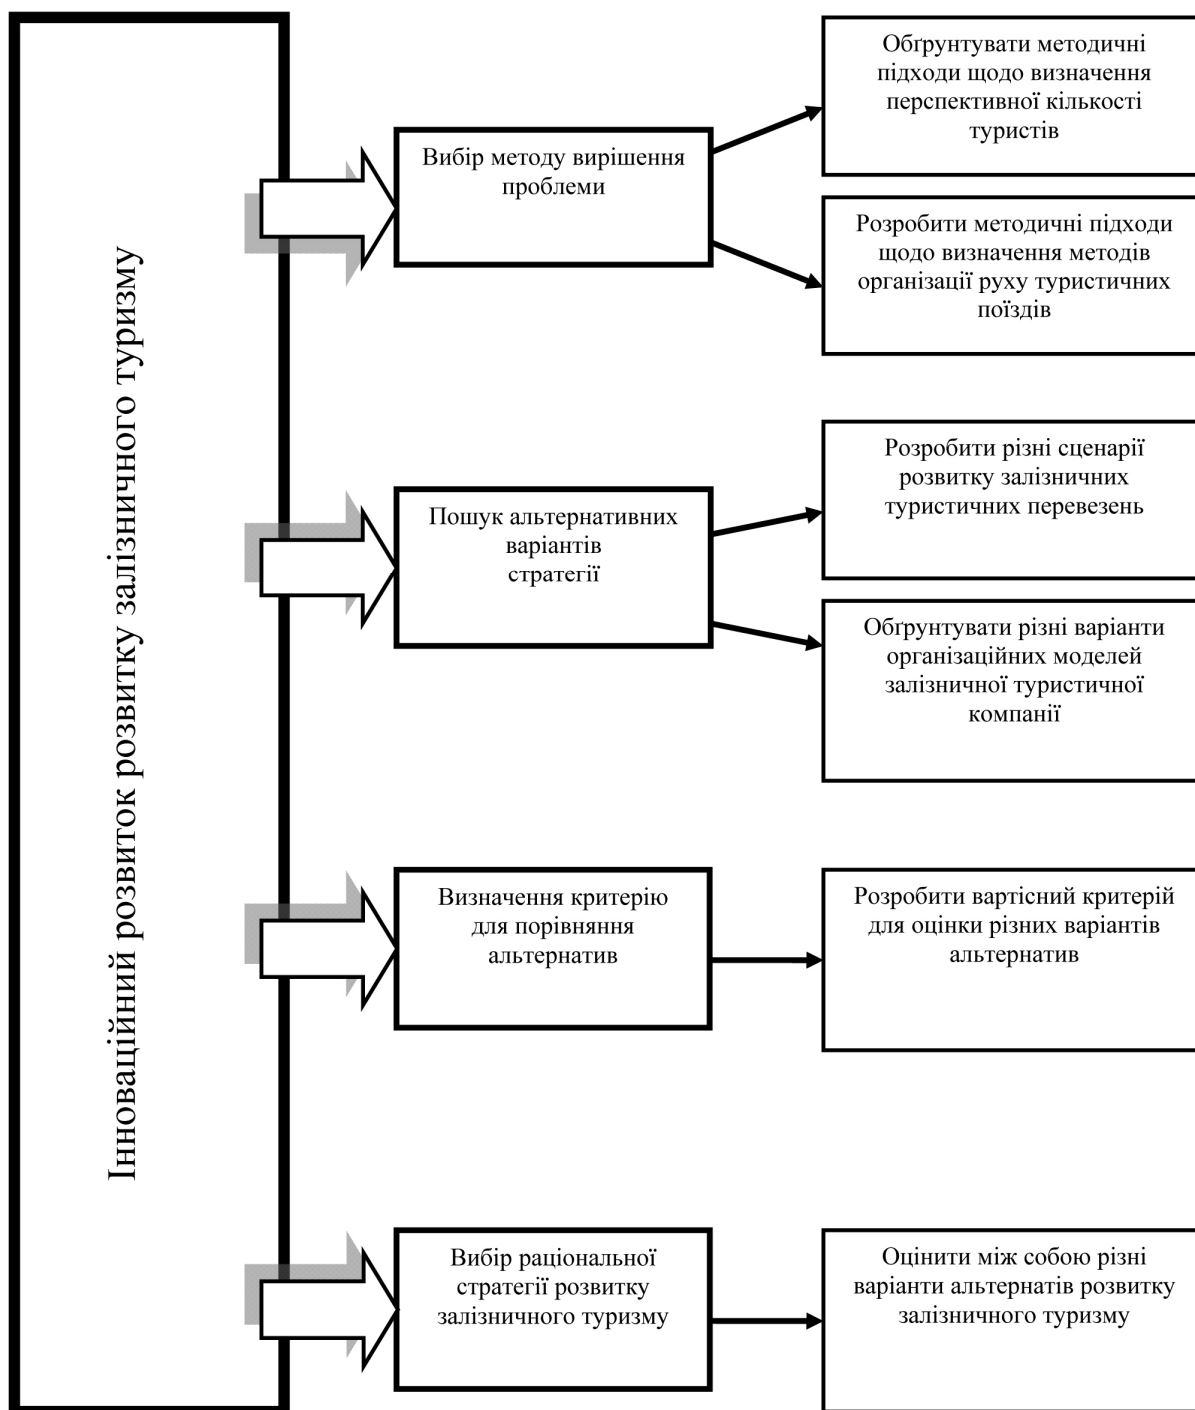 Інноваційний розвиток розвитку залізничного туризму
Вибір методу вирішення
проблеми
Обґрунтувати методичні
підходи щодо визначення
перспективної кількості
туристів
Розробити методичні підходи
щодо визначення методів
організації руху туристичних
поїздів
Пошук альтернативних
варіантів
стратегії
Розробити різні сценарії
розвитку залізничних
туристичних перевезень
Обґрунтувати різні варіанти
організаційних моделей
залізничної туристичної
компанії
Визначення критерію
для порівняння
альтернатив
Розробити вартісний критерій
для оцінки різних варіантів
альтернатив
Вибір раціональної
стратегії розвитку
залізничного туризму
Оцінити між собою різні
варіанти альтернатів розвитку
залізничного туризму